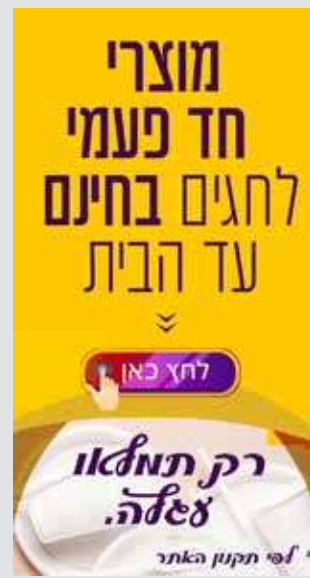 מוצרי
חד פעמי
לחגים בחינם
עד הבית
לחץ כאן
רק תמלאו
עגלה.
לפי תקנון האתר